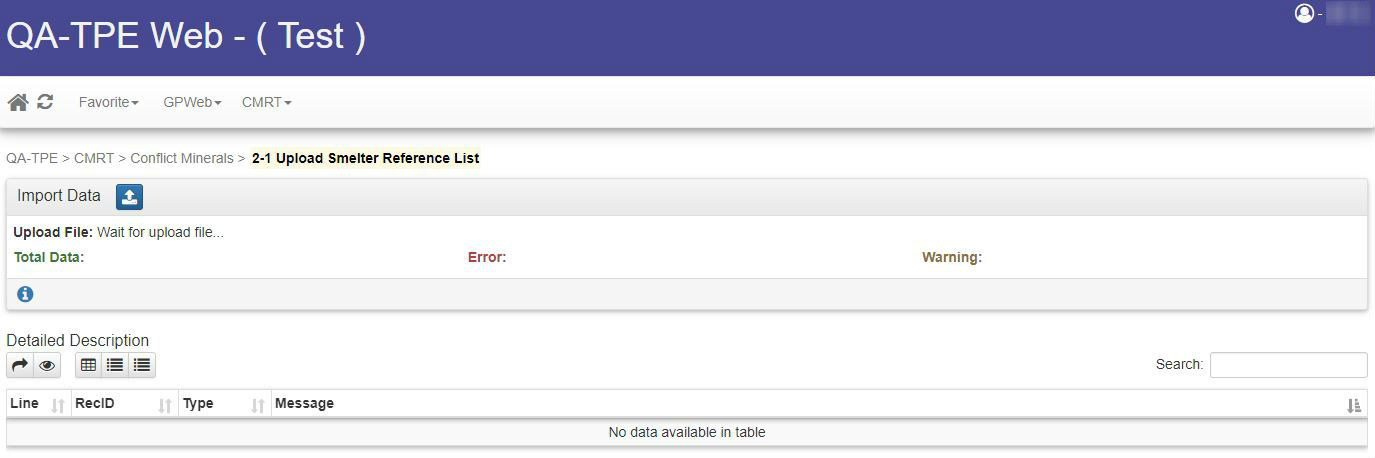 QA-TPE Web - ( Test )
-
Favorite GPWeb CMRT
QA-TPE > CMRT > Conflict Minerals > 2-1 Upload Smelter Reference List
Import Data
Upload File: Wait for upload file...
Total Data: Error: Warning:
Detailed Description
Search:
Line RecID Type Message
No data available in table